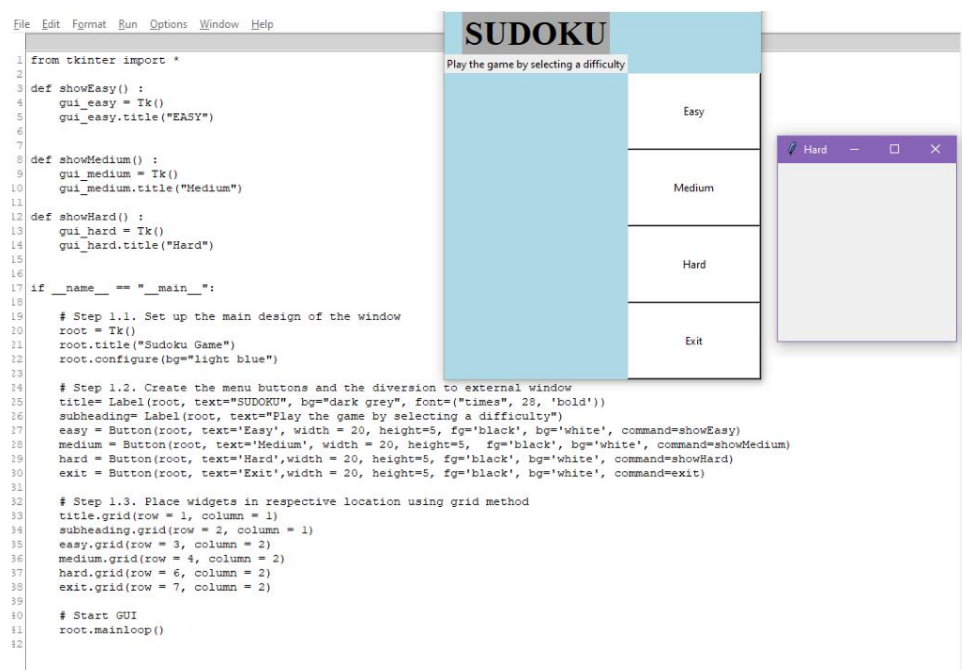 File Edit Format Run Options Window Help
1 from tkinter import *
2
3 def showEasy() :
4     gui_easy = Tk()
5     gui_easy.title("EASY")
6
7
8 def showMedium() :
9     gui_medium = Tk()
10     gui_medium.title("Medium")
11
12 def showHard() :
13     gui_hard = Tk()
14     gui_hard.title("Hard")
15
16
17 if __name__ == "__main__":
18
19     # Step 1.1. Set up the main design of the window
20     root = Tk()
21     root.title("Sudoku Game")
22     root.configure(bg="light blue")
23
24     # Step 1.2. Create the menu buttons and the diversion to external window
25     title= Label(root, text="SUDOKU", bg="dark grey", font=("times", 28, 'bold'))
26     subheading= Label(root, text="Play the game by selecting a difficulty")
27     easy = Button(root, text='Easy', width = 20, height=5, fg='black', bg='white', command=showEasy)
28     medium = Button(root, text='Medium', width = 20, height=5,  fg='black', bg='white', command=showMedium)
29     hard = Button(root, text='Hard',width = 20, height=5, fg='black', bg='white', command=showHard)
30     exit = Button(root, text='Exit',width = 20, height=5, fg='black', bg='white', command=exit)
31
32     # Step 1.3. Place widgets in respective location using grid method
33     title.grid(row = 1, column = 1)
34     subheading.grid(row = 2, column = 1)
35     easy.grid(row = 3, column = 2)
36     medium.grid(row = 4, column = 2)
37     hard.grid(row = 6, column = 2)
38     exit.grid(row = 7, column = 2)
39
40     # Start GUI
41     root.mainloop()
42
SUDOKU
Play the game by selecting a difficulty
Easy
Medium
Hard
Exit
Hard